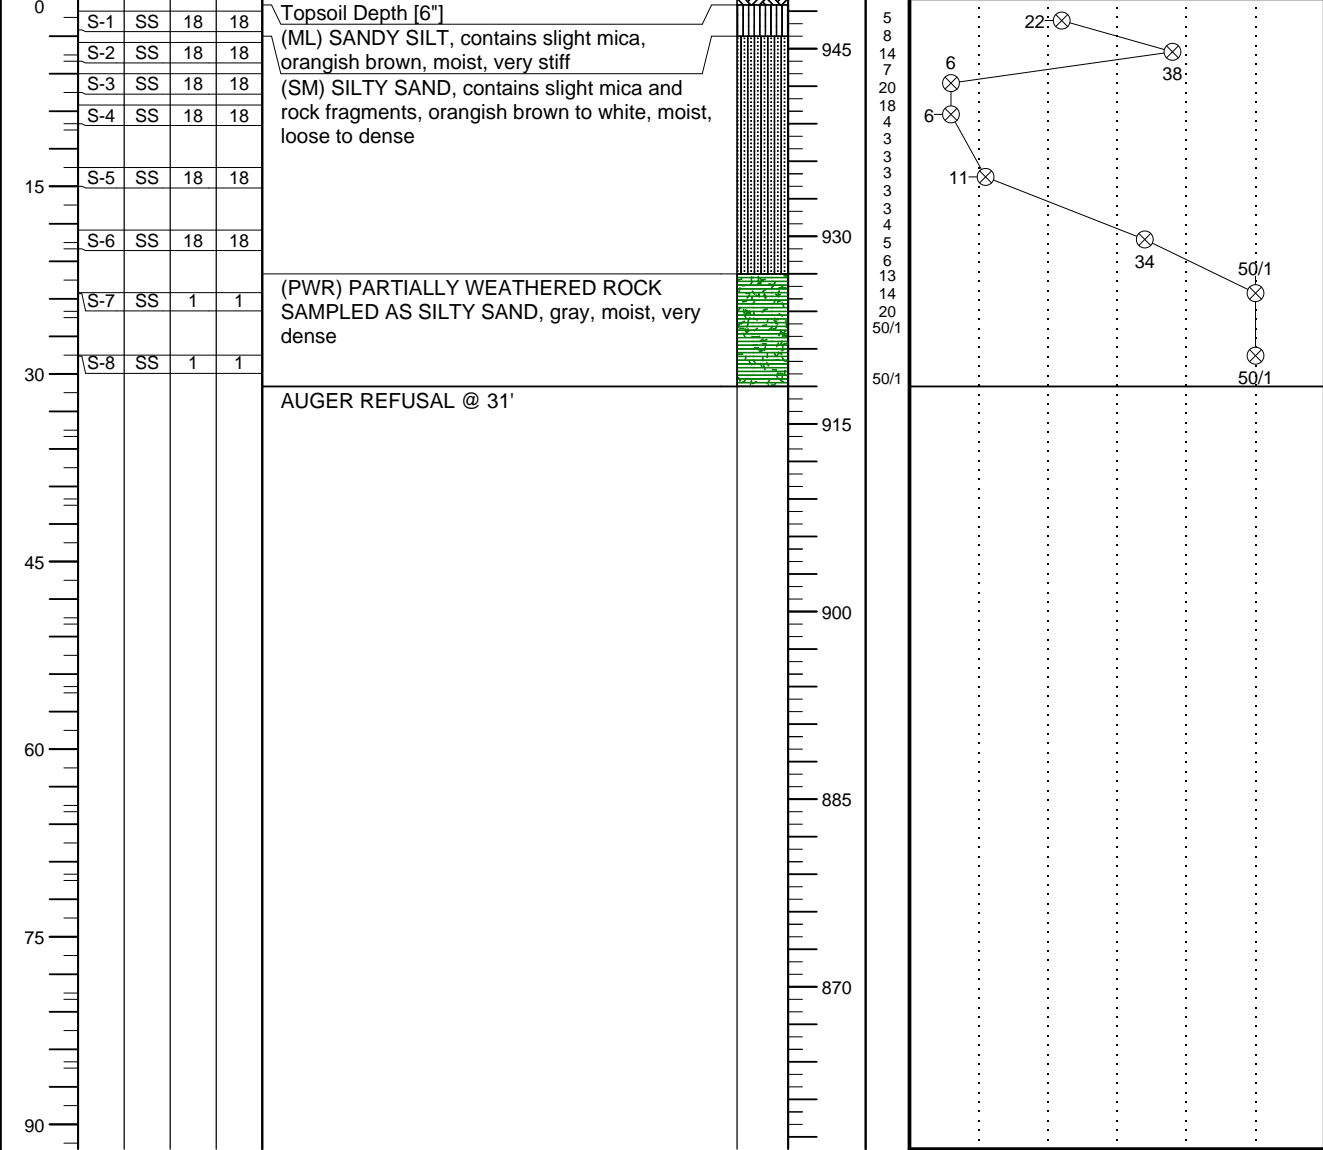 0
S-1 SS 18 18
S-2 SS 18 18
S-3 SS 18 18
S-4 SS 18 18
15
S-5 SS 18 18
S-6 SS 18 18
S-7 SS 1 1
S-8 SS 1 1
30
45
60
75
90
Topsoil Depth [6"]
(ML) SANDY SILT, contains slight mica,
orangish brown, moist, very stiff
(SM) SILTY SAND, contains slight mica and
rock fragments, orangish brown to white, moist,
loose to dense
(PWR) PARTIALLY WEATHERED ROCK
SAMPLED AS SILTY SAND, gray, moist, very
dense
AUGER REFUSAL @ 31'
945
930
915
900
885
870
5
8
14
7
20
18
4
3
3
3
3
3
4
5
6
13
14
20
50/1
50/1
22
38
6
6
11
34
50/1
50/1